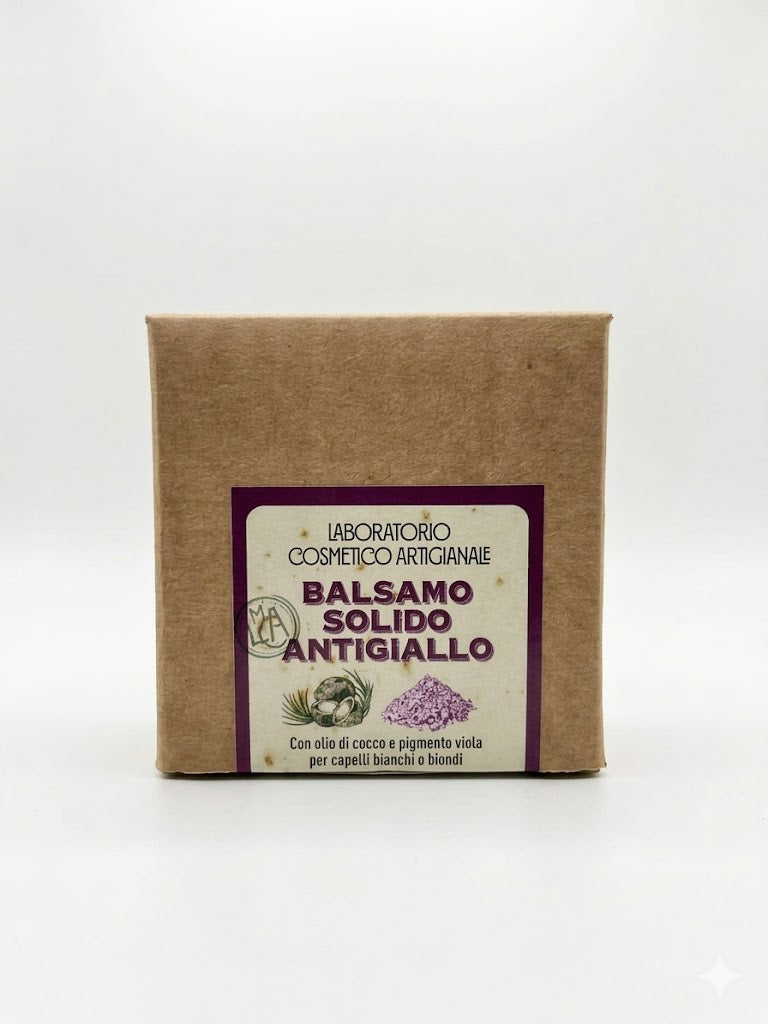 LABORATORIO
COSMETICO ARTIGIANALE
BALSAMO
SOLIDO
ANTIGIALLO
Con olio di cocco e pigmento viola
per capelli bianchi o biondi